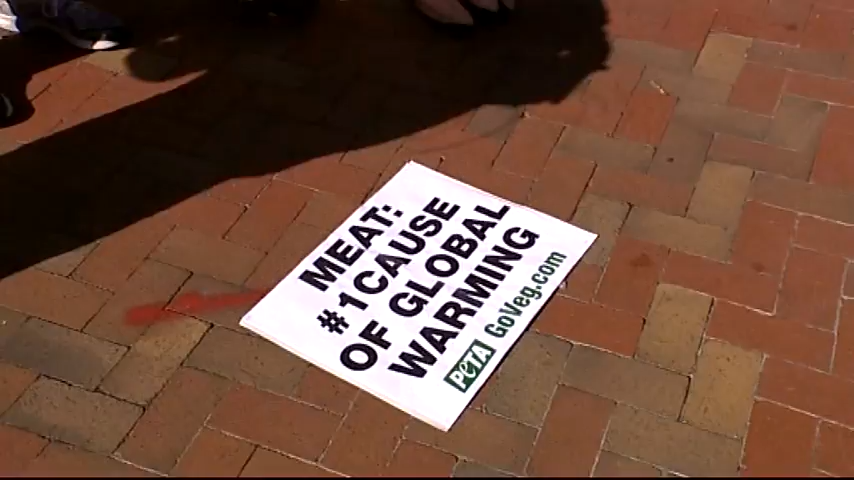 MEAT:
#1 CAUSE
OF GLOBAL
WARMING
PETA GoVeg.com